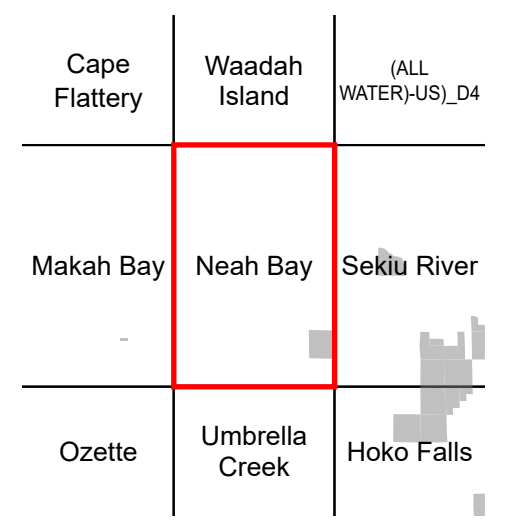 Cape
Flattery
Waadah
Island
(ALL
WATER)-US)_D4
Makah Bay
Neah Bay
Sekiu River
Ozette
Umbrella
Creek
Hoko Falls